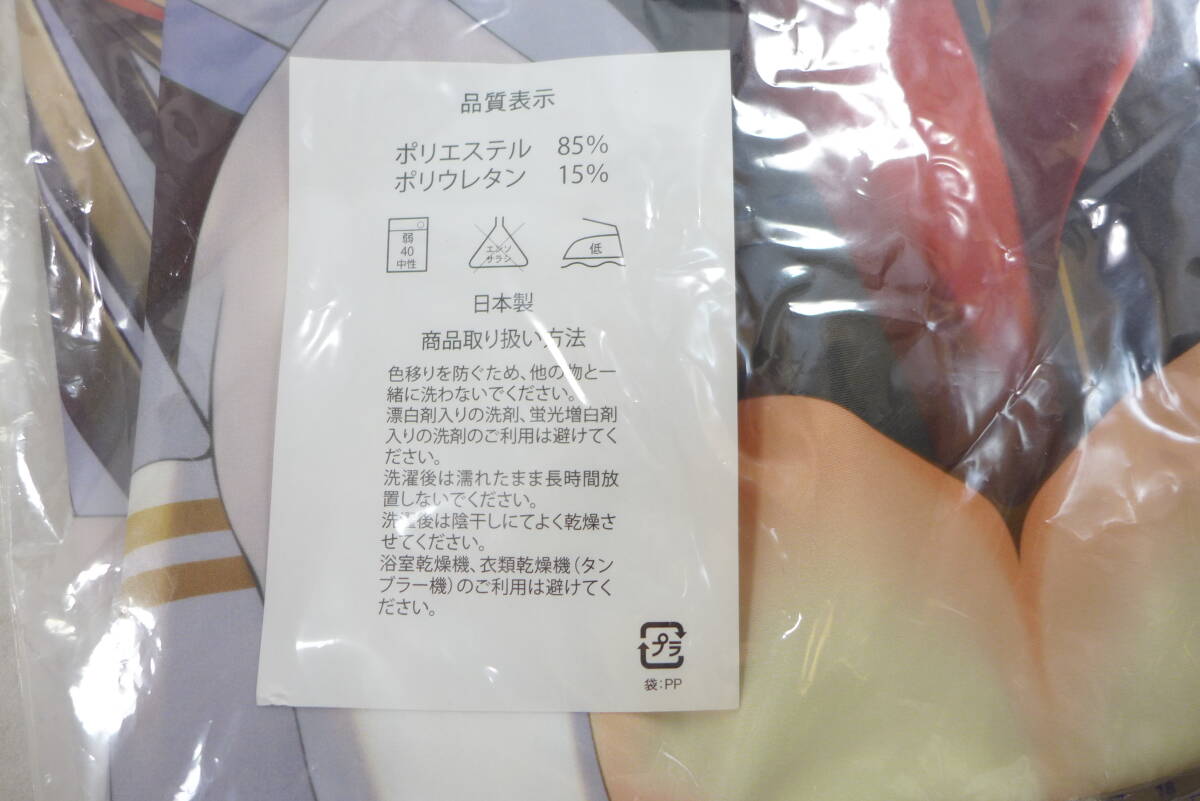 品質表示
ポリエステル 85%
ポリウレタン 15%
弱
40
中性
エンソ
サラシ
低
日本製
商品取り扱い方法
色移りを防ぐため、他の物と一
緒に洗わないでください。
漂白剤入りの洗剤、蛍光増白剤
入りの洗剤のご利用は避けてく
ださい。
洗濯後は濡れたまま長時間放
置しないでください。
洗濯後は陰干しにてよく乾燥さ
せてください。
浴室乾燥機、衣類乾燥機（タン
ブラー機）のご利用は避けてく
ださい。
プラ
袋：PP